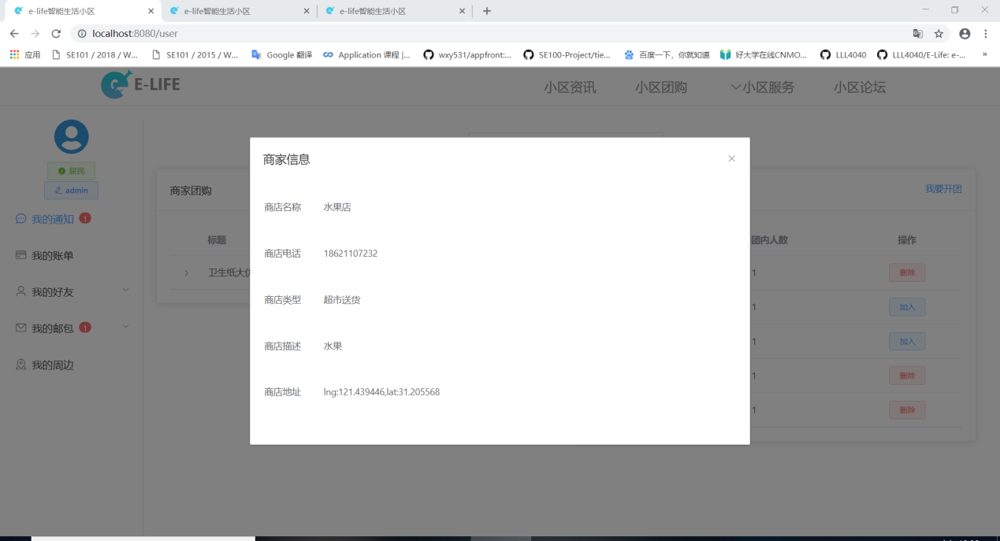 e-life智能生活小区
e-life智能生活小区
e-life智能生活小区
localhost:8080/user
应用
SE101 / 2018 / W...
SE101 / 2015 / W...
Google 翻译
Application 课程 |...
wxy531/appfront:...
SE100-Project/tie...
百度一下，你就知道
好大学在线CNMO...
LLL4040
LLL4040/E-Life: e-...
»
E-LIFE
小区资讯
小区团购
小区服务
小区论坛
居民
admin
我的通知 1
我的账单
我的好友
我的邮包 1
我的周边
商家团购
我要开团
标题
团内人数
操作
卫生纸大优
1
删除
1
加入
1
加入
1
删除
1
删除
商家信息
商店名称 水果店
商店电话 18621107232
商店类型 超市送货
商店描述 水果
商店地址 lng:121.439446,lat:31.205568